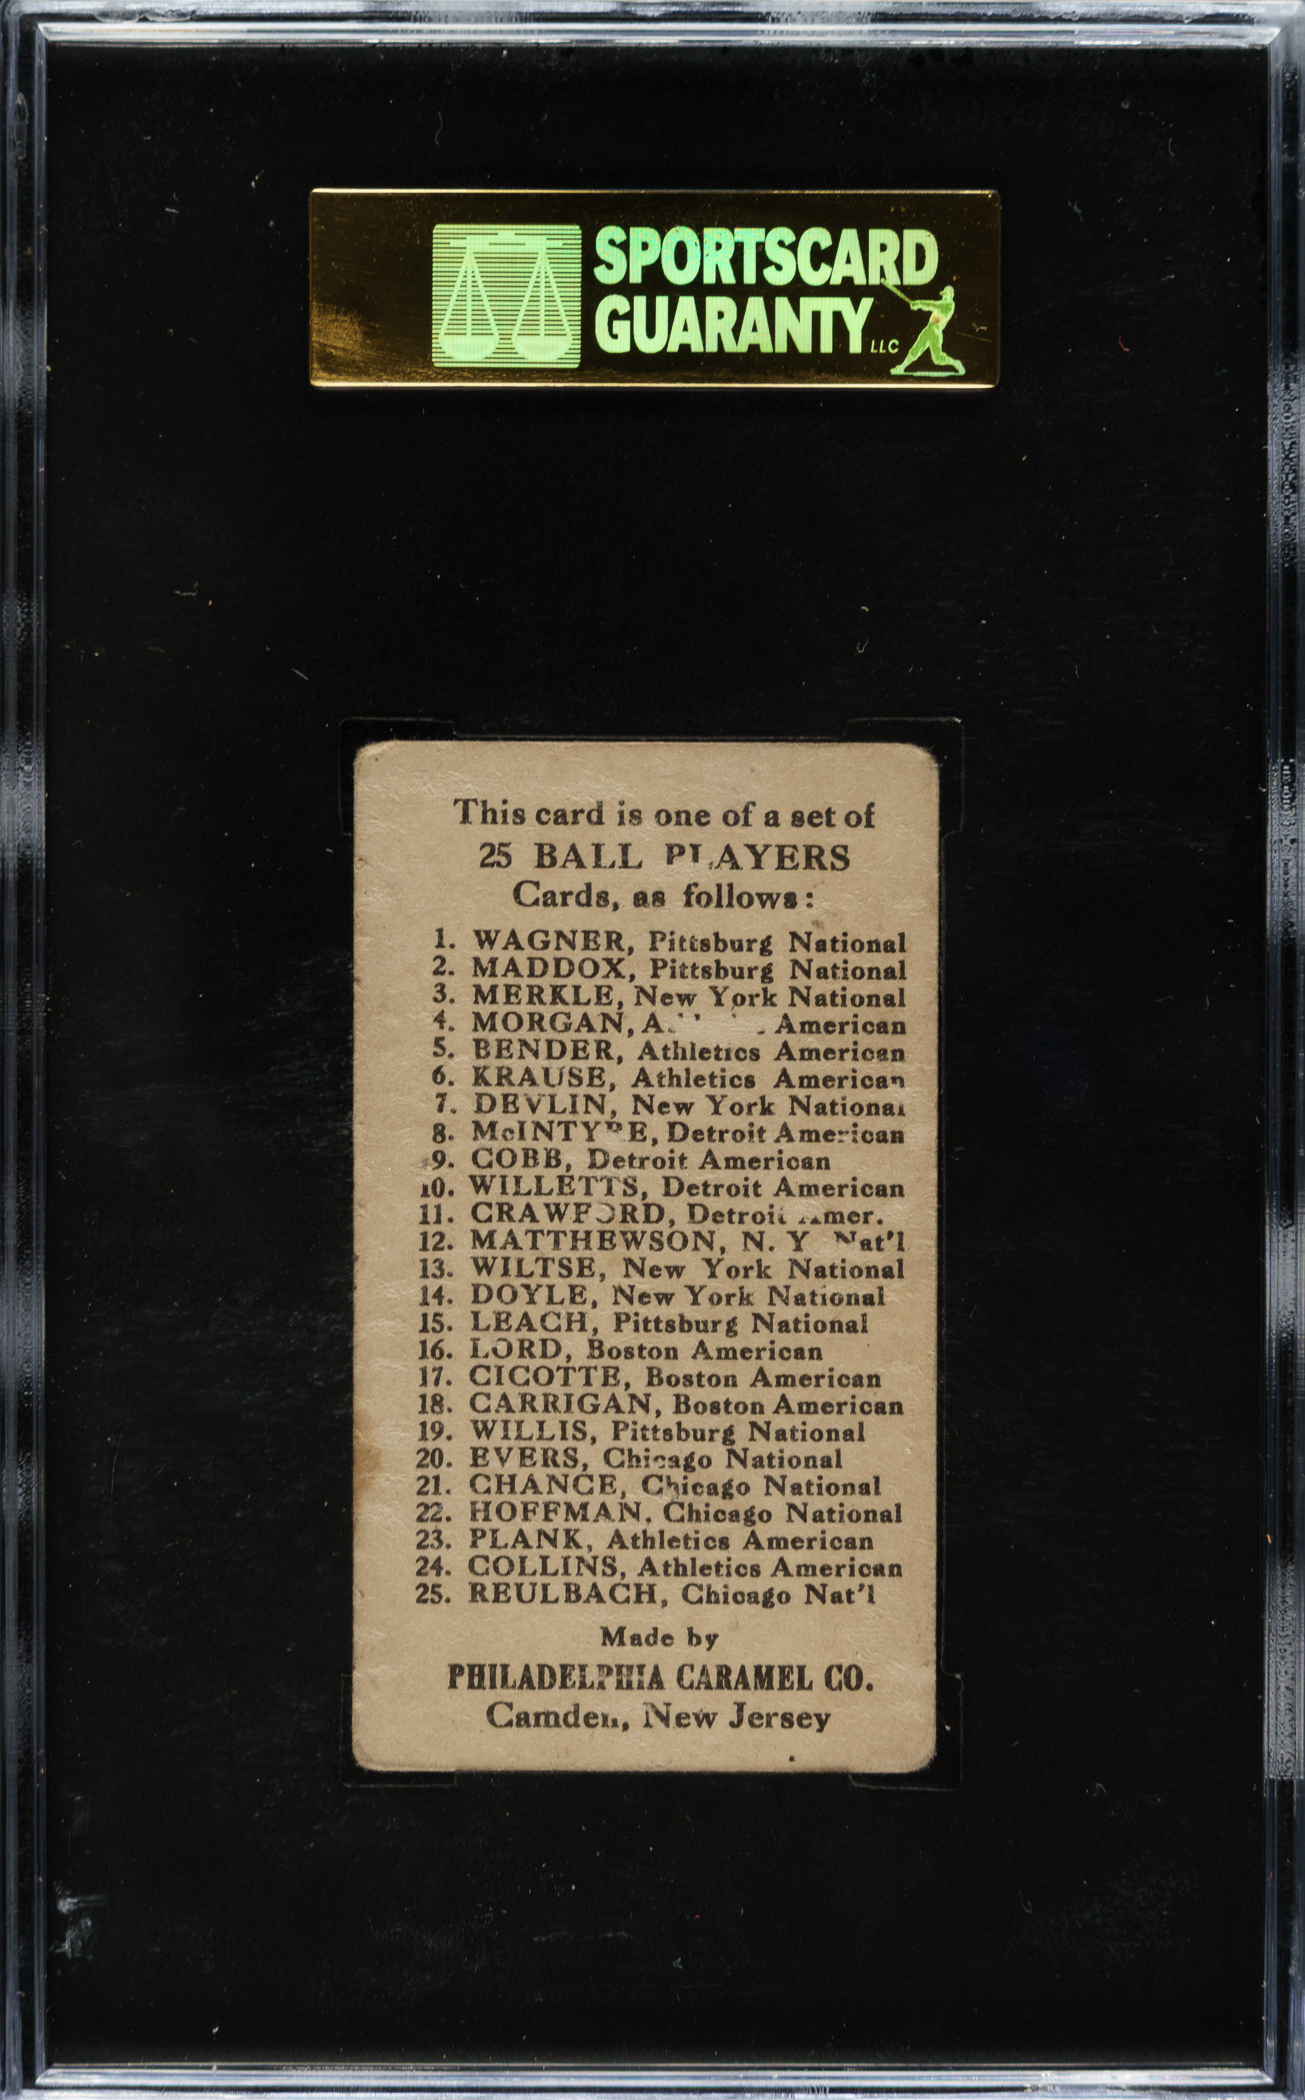 SPORTSCARD
GUARANTY LLC
This card is one of a set of
25 BALL PLAYERS
Cards, as follows:
1. WAGNER, Pittsburg National
2. MADDOX, Pittsburg National
3. MERKLE, New York National
4. MORGAN, American
5. BENDER, Athletics American
6. KRAUSE, Athletics American
7. DEVLIN, New York National
8. McINTYRE, Detroit American
9. COBB, Detroit American
10. WILLETTS, Detroit American
11. CRAWFORD, Detroit Amer.
12. MATTHEWSON, N. Y. Nat'l
13. WILTSE, New York National
14. DOYLE, New York National
15. LEACH, Pittsburg National
16. LORD, Boston American
17. CICOTTE, Boston American
18. CARRIGAN, Boston American
19. WILLIS, Pittsburg National
20. EVERS, Chicago National
21. CHANCE, Chicago National
22. HOFFMAN, Chicago National
23. PLANK, Athletics American
24. COLLINS, Athletics American
25. REULBACH, Chicago Nat'l
Made by
PHILADELPHIA CARAMEL CO.
Camden, New Jersey